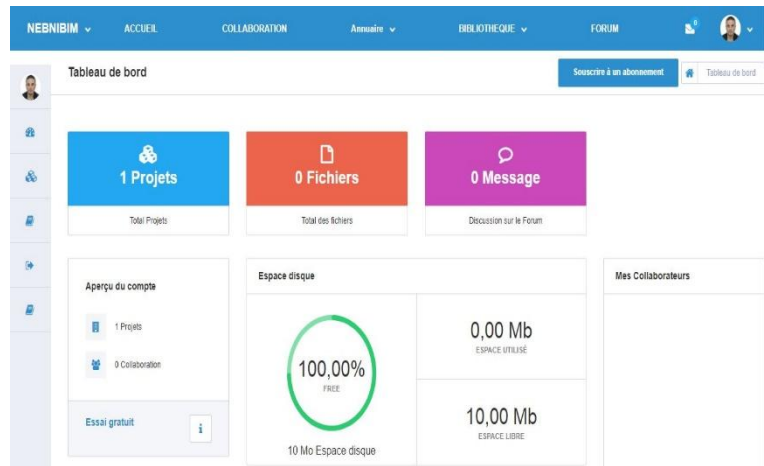 NEBNIBIM ACCUEIL COLLABORATION Annuaire BIBLIOTHEQUE FORUM 0
Tableau de bord
Souscrire à un abonnement
Tableau de bord
1 Projets
Total Projets
0 Fichiers
Total des fichiers
0 Message
Discussion sur le Forum
Aperçu du compte
1 Projets
0 Collaboration
Essai gratuit
i
Espace disque
100,00%
FREE
10 Mo Espace disque
0,00 Mb
ESPACE UTILISÉ
10,00 Mb
ESPACE LIBRE
Mes Collaborateurs